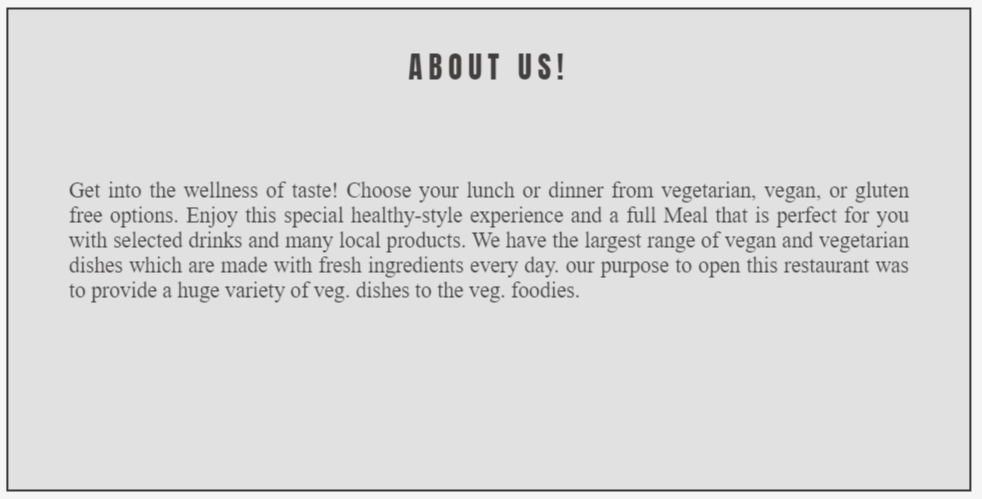 ABOUT US!
Get into the wellness of taste! Choose your lunch or dinner from vegetarian, vegan, or gluten
free options. Enjoy this special healthy-style experience and a full Meal that is perfect for you
with selected drinks and many local products. We have the largest range of vegan and vegetarian
dishes which are made with fresh ingredients every day. our purpose to open this restaurant was
to provide a huge variety of veg. dishes to the veg. foodies.